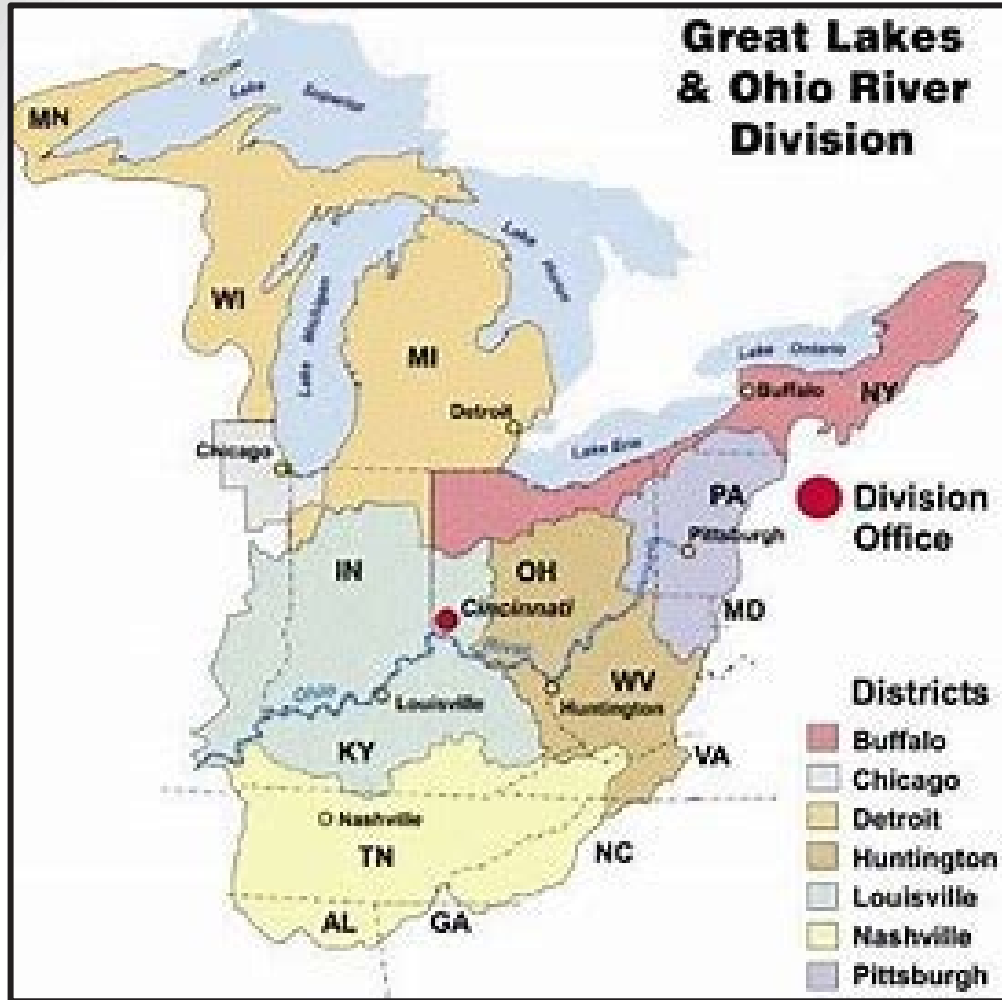 Great Lakes
& Ohio River
Division
MN
Lake Superior
Lake Huron
WI
Lake Michigan
MI
Lake Ontario
Buffalo
NY
Detroit
Lake Erie
Chicago
PA
Division
Office
Pittsburgh
IN
OH
Cincinnati
MD
River
WV
Ohio
Louisville
Huntington
Districts
Buffalo
KY
VA
Chicago
Nashville
Detroit
TN
NC
Huntington
Louisville
AL
GA
Nashville
Pittsburgh